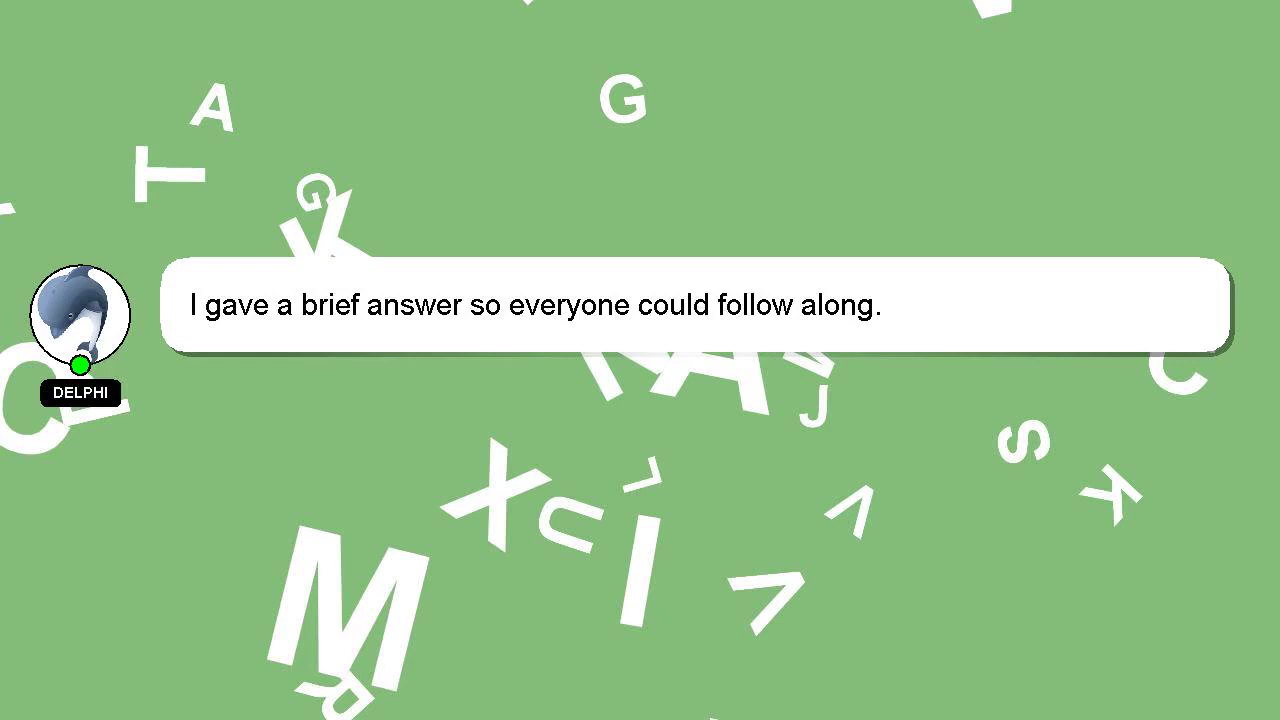 A
G
T
G
K
I gave a brief answer so everyone could follow along.
DELPHI
C
A
J
C
S
K
X
L
U
I
V
V
M
R